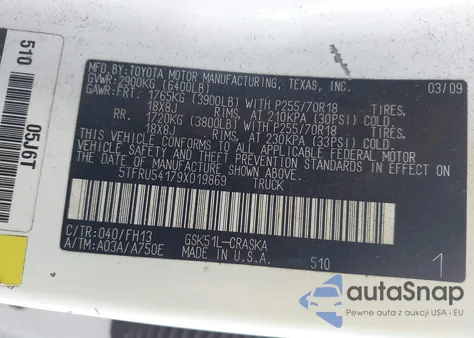 MFD.BY:TOYOTA MOTOR MANUFACTURING, TEXAS, INC. 03/09
GVWR:2900KG (6400LB)
GAWR:FRT. 1765KG (3900LB) WITH P255/70R18 TIRES,
18X8J RIMS, AT 210KPA (30PSI) COLD.
RR. 1720KG (3800LB) WITH P255/70R18 TIRES,
18X8J RIMS, AT 230KPA (33PSI) COLD.
THIS VEHICLE CONFORMS TO ALL APPLICABLE FEDERAL MOTOR
VEHICLE SAFETY AND THEFT PREVENTION STANDARDS IN EFFECT
ON THE DATE OF MANUFACTURE SHOWN ABOVE.
5TFRU54179X019869 TRUCK
C/TR:040/FH13 GSK51L-CRASKA
A/TM:A03A/A750E MADE IN U.S.A. 510 1
510 05J6T
autoSnap
Pewne auta z USA i EU